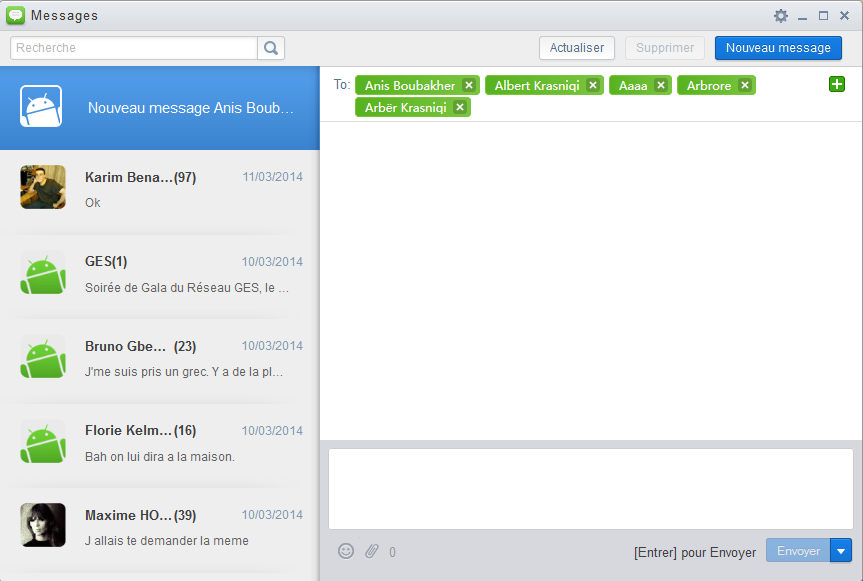 Messages
Recherche
Actualiser
Supprimer
Nouveau message
Nouveau message Anis Boub...
Karim Bena...(97) 11/03/2014
Ok
GES(1) 10/03/2014
Soirée de Gala du Réseau GES, le ...
Bruno Gbe... (23) 10/03/2014
J'me suis pris un grec. Y a de la pl...
Florie Kelm...(16) 10/03/2014
Bah on lui dira a la maison.
Maxime HO...(39) 10/03/2014
J allais te demander la meme
To: Anis Boubakher Albert Krasniqi Aaaa Arbrore
Arbër Krasniqi
0
[Entrer] pour Envoyer
Envoyer